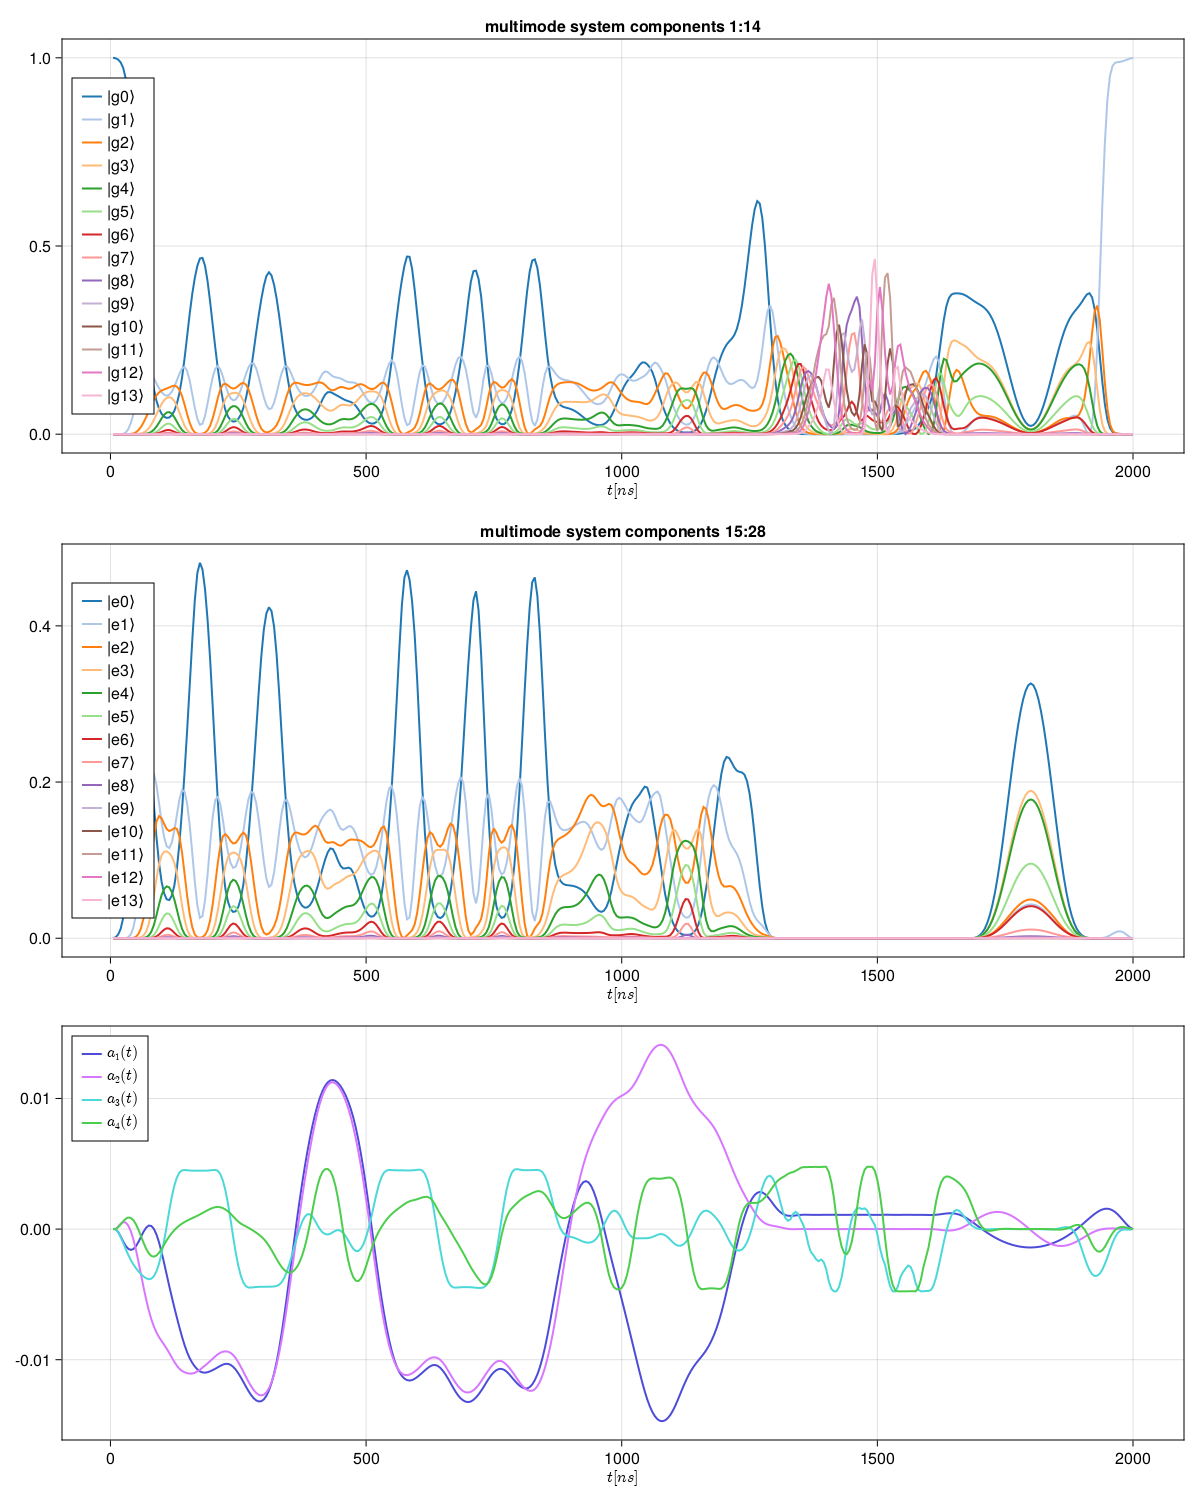 multimode system components 1:14
1.0
|g0⟩
|g1⟩
|g2⟩
|g3⟩
|g4⟩
0.5
|g5⟩
|g6⟩
|g7⟩
|g8⟩
|g9⟩
|g10⟩
|g11⟩
|g12⟩
|g13⟩
0.0
0 500 1000 1500 2000
t[ns]
multimode system components 15:28
|e0⟩
0.4
|e1⟩
|e2⟩
|e3⟩
|e4⟩
|e5⟩
|e6⟩
|e7⟩
0.2
|e8⟩
|e9⟩
|e10⟩
|e11⟩
|e12⟩
|e13⟩
0.0
0 500 1000 1500 2000
t[ns]
a₁(t)
a₂(t)
0.01
a₃(t)
a₄(t)
0.00
-0.01
0 500 1000 1500 2000
t[ns]